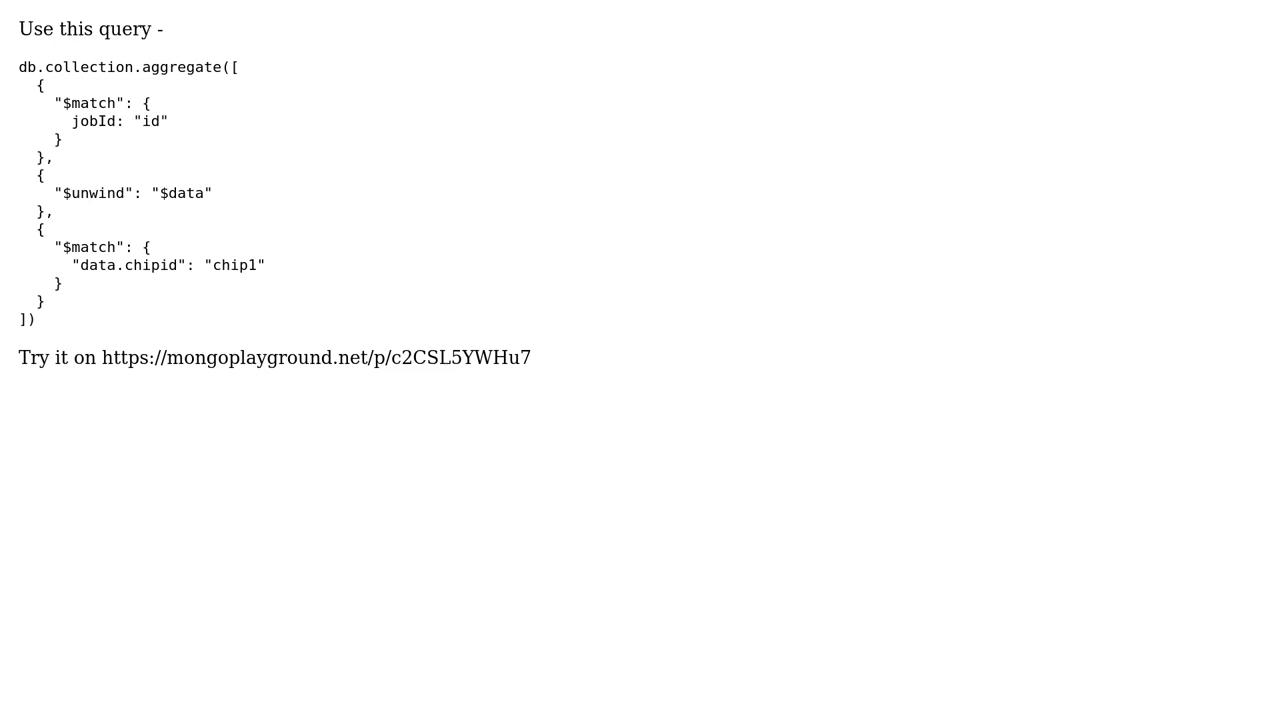 Use this query -
db.collection.aggregate([
  {
    "$match": {
      jobId: "id"
    }
  },
  {
    "$unwind": "$data"
  },
  {
    "$match": {
      "data.chipid": "chip1"
    }
  }
])
Try it on https://mongoplayground.net/p/c2CSL5YWHu7